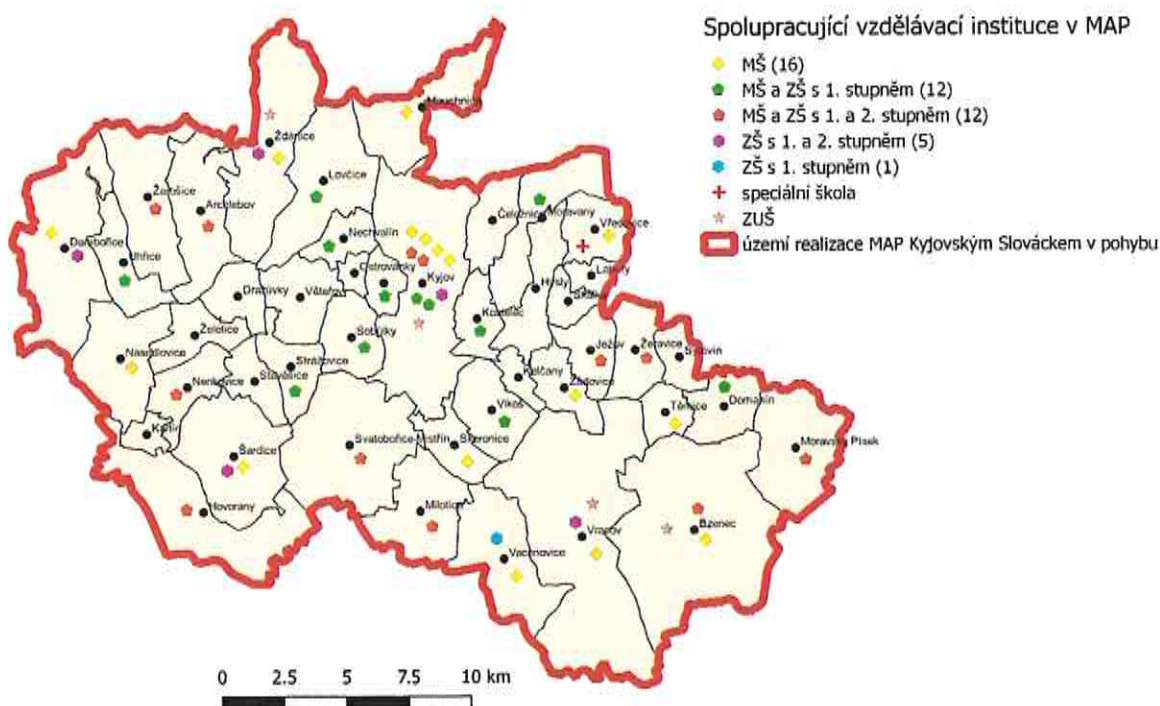 Spolupracující vzdělávací instituce v MAP
MŠ (16)
MŠ a ZŠ s 1. stupněm (12)
MŠ a ZŠ s 1. a 2. stupněm (12)
ZŠ s 1. a 2. stupněm (5)
ZŠ s 1. stupněm (1)
speciální škola
ZUŠ
území realizace MAP Kyjovským Slováckem v pohybu
Mouchnice
Ždánice
Lovčice
Žarošice
Archlebov
Čeložnice
Moravany
Vřesovice
Nechvalín
Dambořice
Uhřice
Ostrovánky
Kyjov
Labuty
Hýsly
Skalka
Dražůvky
Věteřov
Kostelec
Želetice
Sobůlky
Ježov
Žeravice
Syrovín
Nasedlovice
Strážovice
Stavěšice
Nenkovice
Kelčany
Žádovice
Vlkoš
Těmice
Domanín
Karlín
Svatobořice-Mistřín
Skoronice
Moravský Písek
Šardice
Hovorany
Milotice
Vracov
Bzenec
Vacenovice
0 2.5 5 7.5 10 km